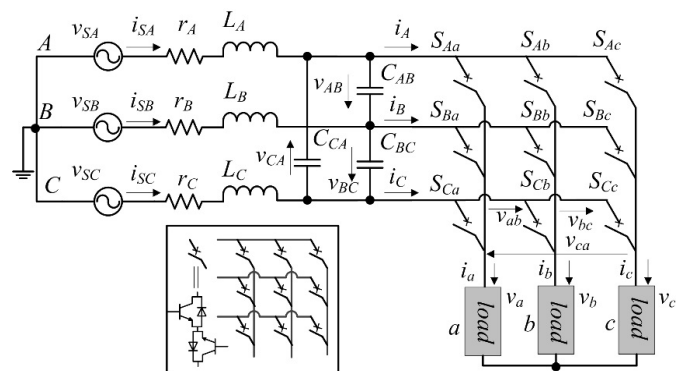 A v_SA i_SA r_A L_A i_A S_Aa S_Ab S_Ac
v_AB C_AB
B v_SB i_SB r_B L_B i_B S_Ba S_Bb S_Bc
v_CA C_CA v_BC C_BC
C v_SC i_SC r_C L_C i_C S_Ca S_Cb S_Cc
v_ab v_bc
v_ca
i_a i_b i_c
a load v_a b load v_b c load v_c